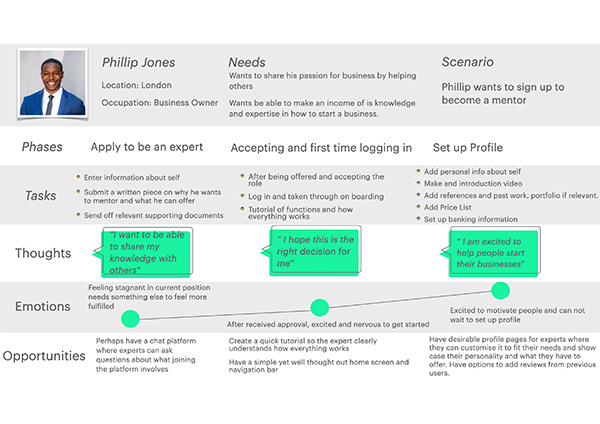 Phillip Jones
Location: London
Occupation: Business Owner
Needs
Wants to share his passion for business by helping
others
Wants be able to make an income of is knowledge
and expertise in how to start a business.
Scenario
Phillip wants to sign up to
become a mentor
Phases
Apply to be an expert
Accepting and first time logging in
Set up Profile
Tasks
Enter information about self
Submit a written piece on why he wants
to mentor and what he can offer
Send off relevant supporting documents
After being offered and accepting the
role
Log in and taken through on boarding
Tutorial of functions and how
everything works
Add personal info about self
Make and introduction video
Add references and past work, portfolio if relevant.
Add Price List
Set up banking information
Thoughts
"I want to be able
to share my
knowledge with
others"
" I hope this is the
right decision for
me"
" I am excited to
help people start
their businesses"
Emotions
Feeling stagnant in current position
needs something else to feel more
fulfilled
After received approval, excited and nervous to get started
Excited to motivate people and can not
wait to set up profile
Opportunities
Perhaps have a chat platform
where experts can ask
questions about what joining
the platform involves
Create a quick tutorial so the expert clearly
understands how everything works
Have a simple yet well thought out home screen and
navigation bar
Have desirable profile pages for experts where
they can customise it to fit their needs and show
case their personality and what they have to
offer. Have options to add reviews from previous
users.